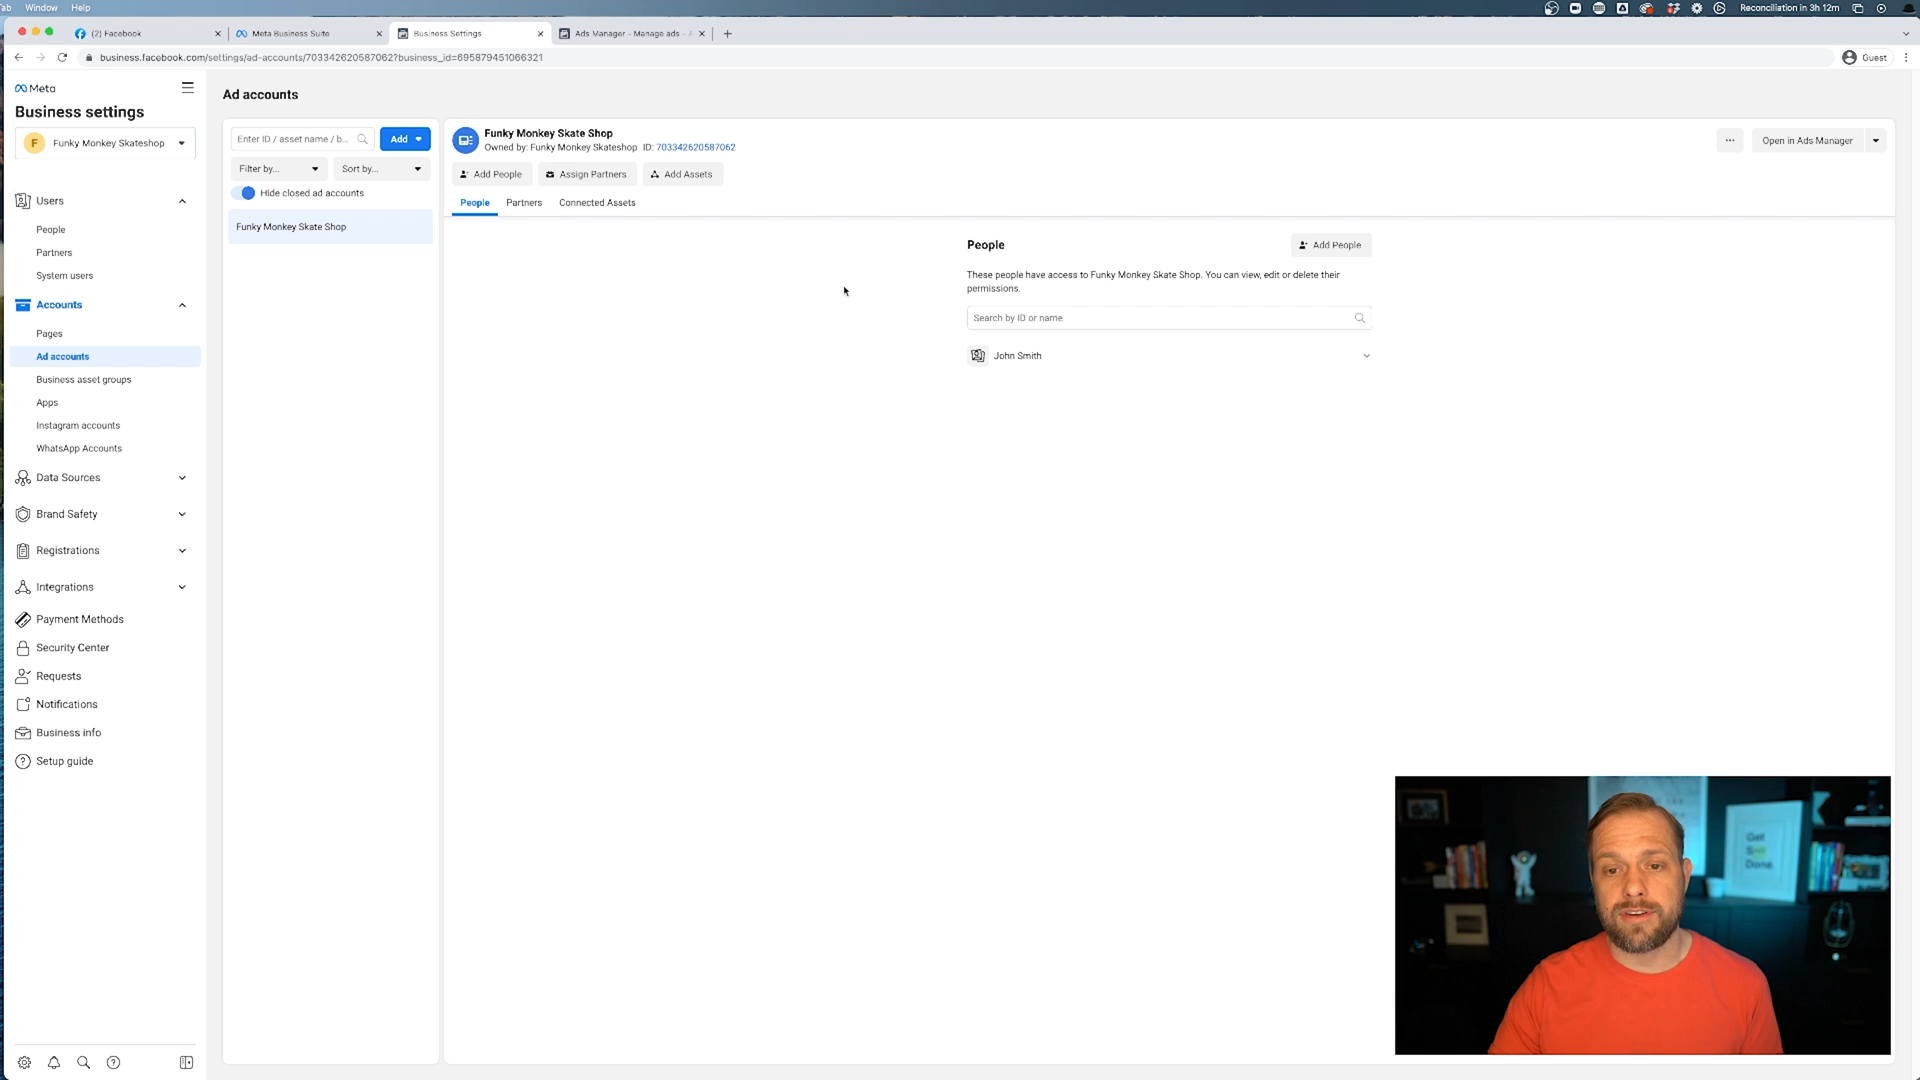 ab Window Help
Reconciliation in 3h 12m
(2) Facebook
Meta Business Suite
Business Settings
Ads Manager - Manage ads - A
business.facebook.com/settings/ad-accounts/703342620587062?business_id=695879451066321
Guest
Meta
Business settings
F Funky Monkey Skateshop
Users
People
Partners
System users
Accounts
Pages
Ad accounts
Business asset groups
Apps
Instagram accounts
WhatsApp Accounts
Data Sources
Brand Safety
Registrations
Integrations
Payment Methods
Security Center
Requests
Notifications
Business info
Setup guide
Ad accounts
Enter ID / asset name / b...
Add
Filter by...
Sort by...
Hide closed ad accounts
Funky Monkey Skate Shop
Funky Monkey Skate Shop
Owned by: Funky Monkey Skateshop ID: 703342620587062
Open in Ads Manager
Add People
Assign Partners
Add Assets
People
Partners
Connected Assets
People
Add People
These people have access to Funky Monkey Skate Shop. You can view, edit or delete their
permissions.
Search by ID or name
John Smith
Get
Done.